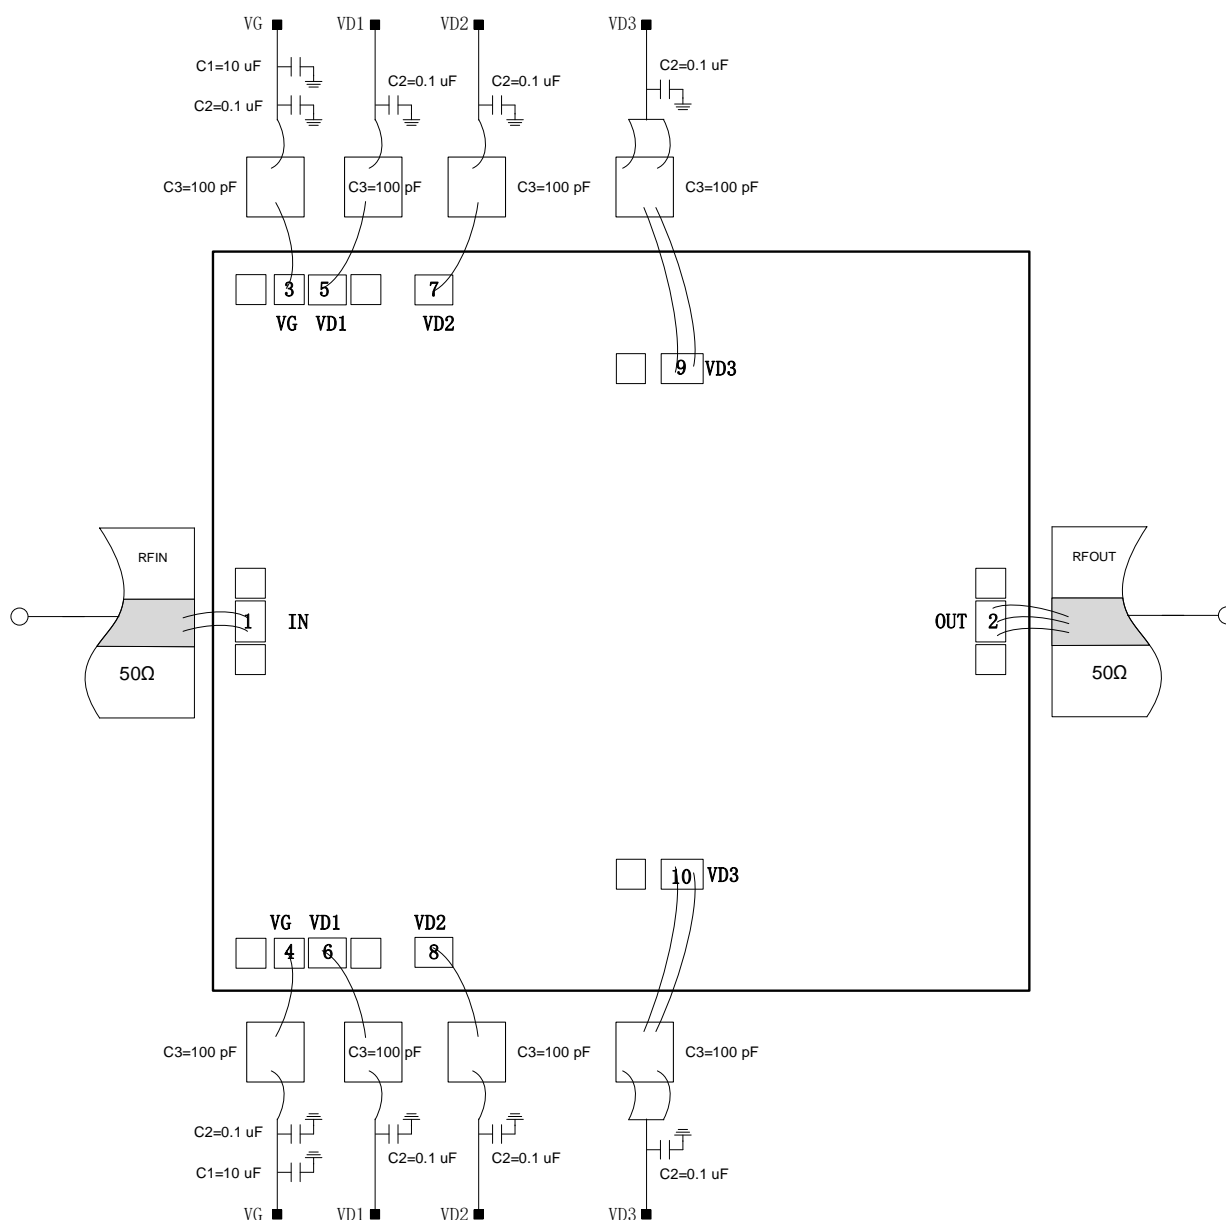 VG VD1 VD2 VD3
C1=10 uF
C2=0.1 uF
C2=0.1 uF
C2=0.1 uF
C2=0.1 uF
C3=100 pF
C3=100 pF
C3=100 pF
C3=100 pF
3 5 7
VG VD1 VD2
9 VD3
RFIN
50Ω
1 IN
OUT 2
RFOUT
50Ω
10 VD3
VG VD1 VD2
4 6 8
C3=100 pF
C3=100 pF
C3=100 pF
C3=100 pF
C2=0.1 uF
C1=10 uF
C2=0.1 uF
C2=0.1 uF
C2=0.1 uF
VG VD1 VD2 VD3